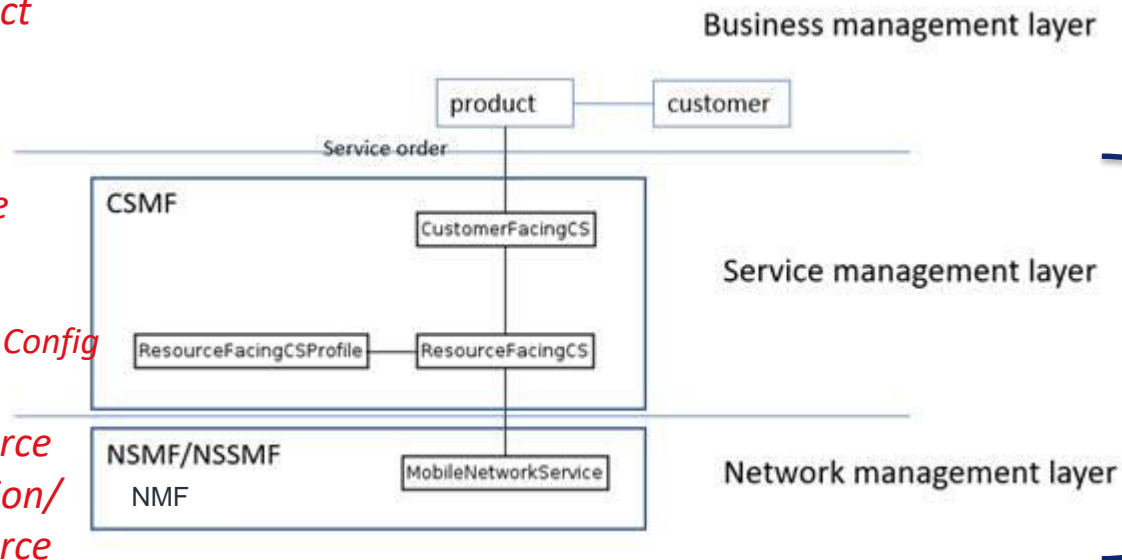 ct
Business management layer
product
customer
Service order
e
CSMF
CustomerFacingCS
Service management layer
Config
ResourceFacingCSProfile
ResourceFacingCS
rce
ion/
rce
NSMF/NSSMF
NMF
MobileNetworkService
Network management layer